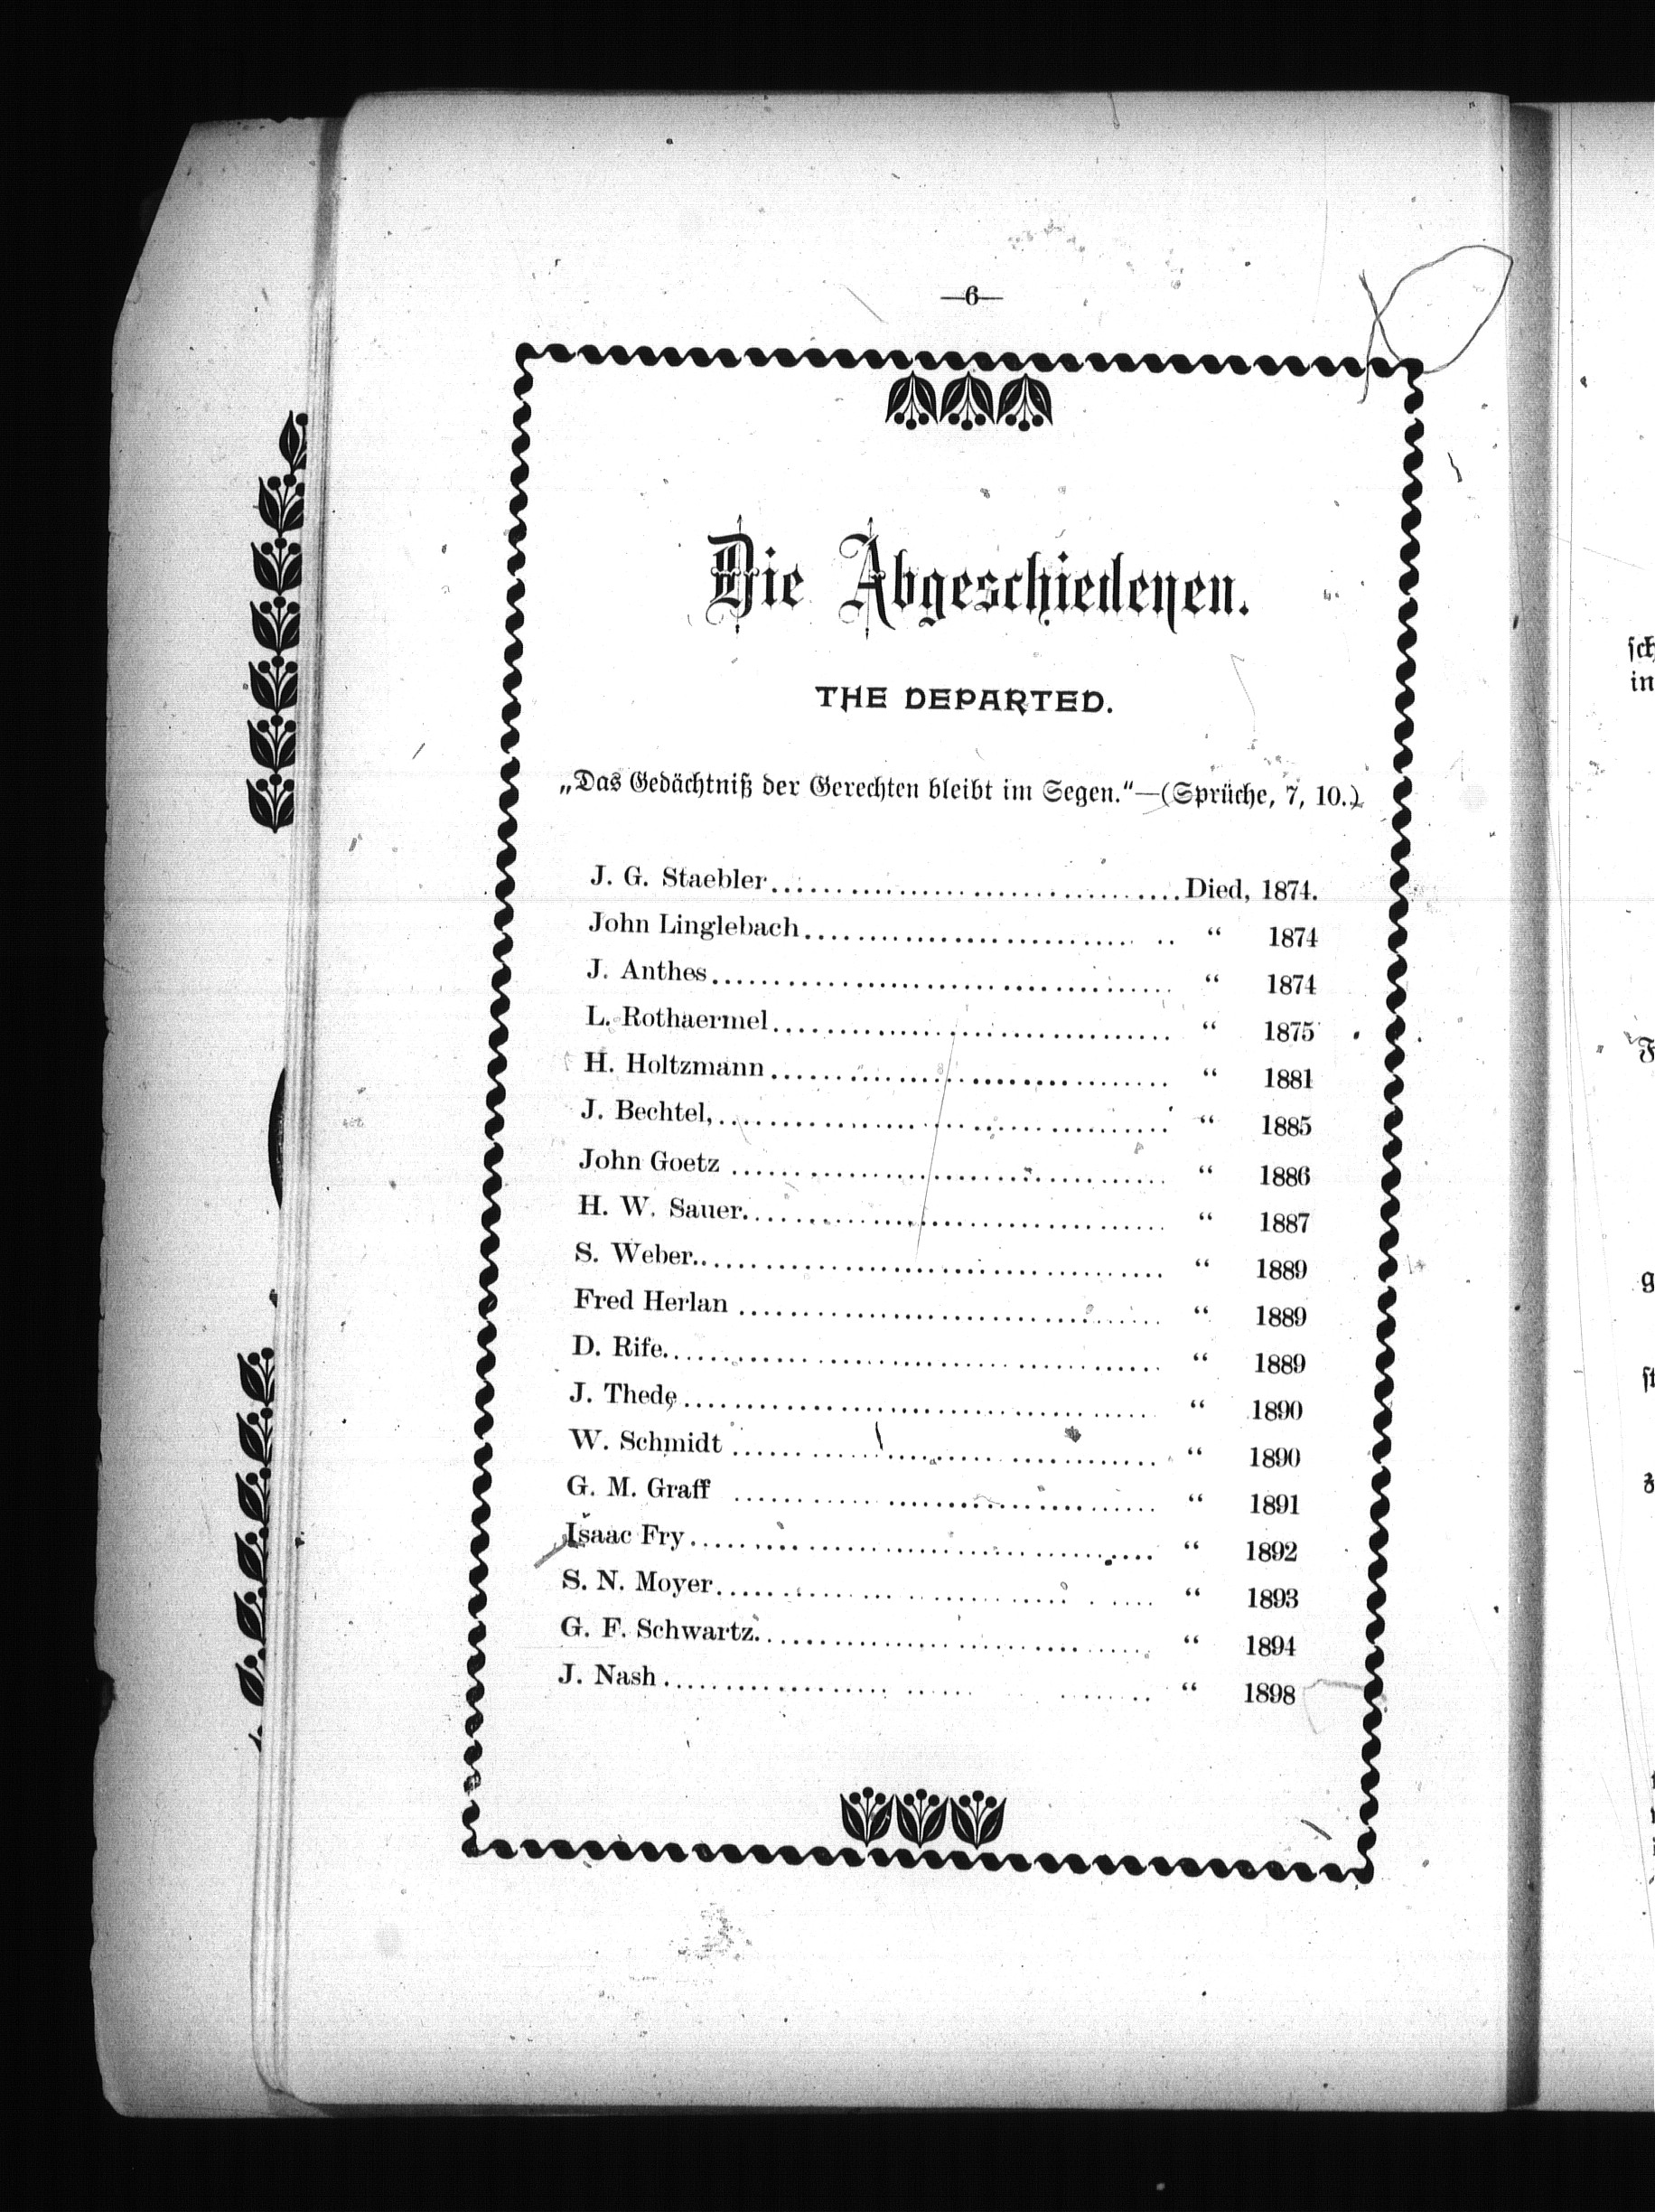 —6—
Die Abgeschiedenen.
THE DEPARTED.
„Das Gedächtniß der Gerechten bleibt im Segen.“—(Sprüche, 7, 10.)
J. G. Staebler........................................Died, 1874.
John Linglebach........................................ “ 1874
J. Anthes........................................ “ 1874
L. Rothaermel........................................ “ 1875
H. Holtzmann........................................ “ 1881
J. Bechtel,........................................ “ 1885
John Goetz ........................................ “ 1886
H. W. Sauer........................................ “ 1887
S. Weber........................................ “ 1889
Fred Herlan ........................................ “ 1889
D. Rife........................................ “ 1889
J. Thede........................................ “ 1890
W. Schmidt ........................................ “ 1890
G. M. Graff ........................................ “ 1891
Isaac Fry........................................ “ 1892
S. N. Moyer........................................ “ 1893
G. F. Schwartz........................................ “ 1894
J. Nash........................................ “ 1898
sch
in